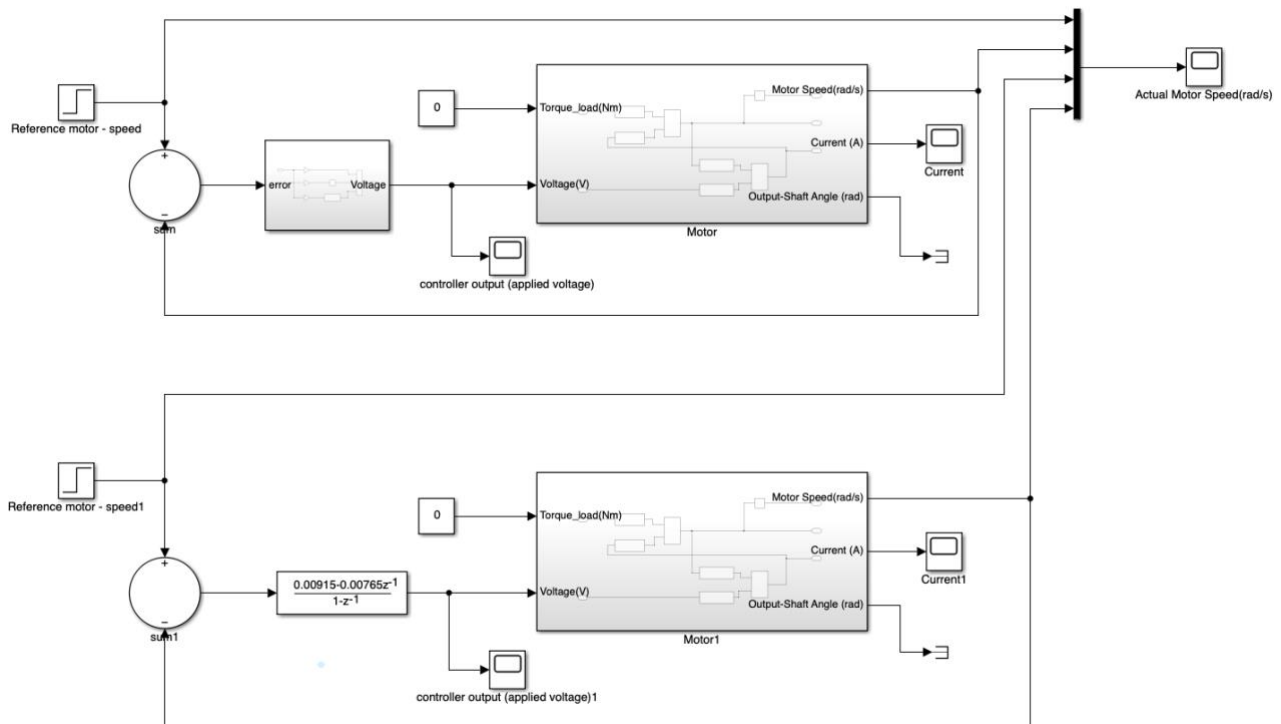 Reference motor - speed
+
−
sum
error
Voltage
0
Torque_load(Nm)
Voltage(V)
Motor Speed(rad/s)
Current (A)
Output-Shaft Angle (rad)
Motor
Current
controller output (applied voltage)
Actual Motor Speed(rad/s)
Reference motor - speed1
+
−
sum1
0.00915-0.00765z-1
1-z-1
0
Torque_load(Nm)
Voltage(V)
Motor Speed(rad/s)
Current (A)
Output-Shaft Angle (rad)
Motor1
Current1
controller output (applied voltage)1